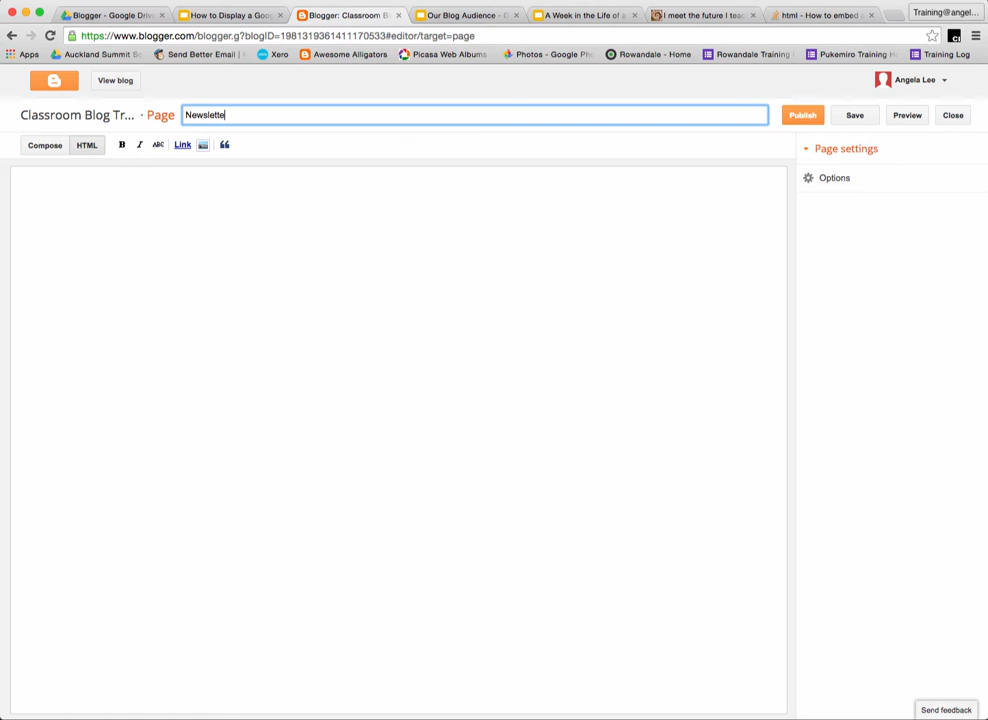 Blogger - Google Driv
How to Display a Goo
Blogger: Classroom B
Our Blog Audience - G
A Week in the Life of a
I meet the future I teac
html - How to embed a
Training@angel...
https://www.blogger.com/blogger.g?blogID=1981319361411170533#editor/target=page
Apps
Auckland Summit Sc
Send Better Email |
Xero
Awesome Alligators
Picasa Web Albums
Photos - Google Pho
Rowandale - Home
Rowandale Training
Pukemiro Training H
Training Log
View blog
Angela Lee
Classroom Blog Tr... · Page
Newslette
Publish
Save
Preview
Close
Compose
HTML
B
I
ABC
Link
Page settings
Options
Send feedback